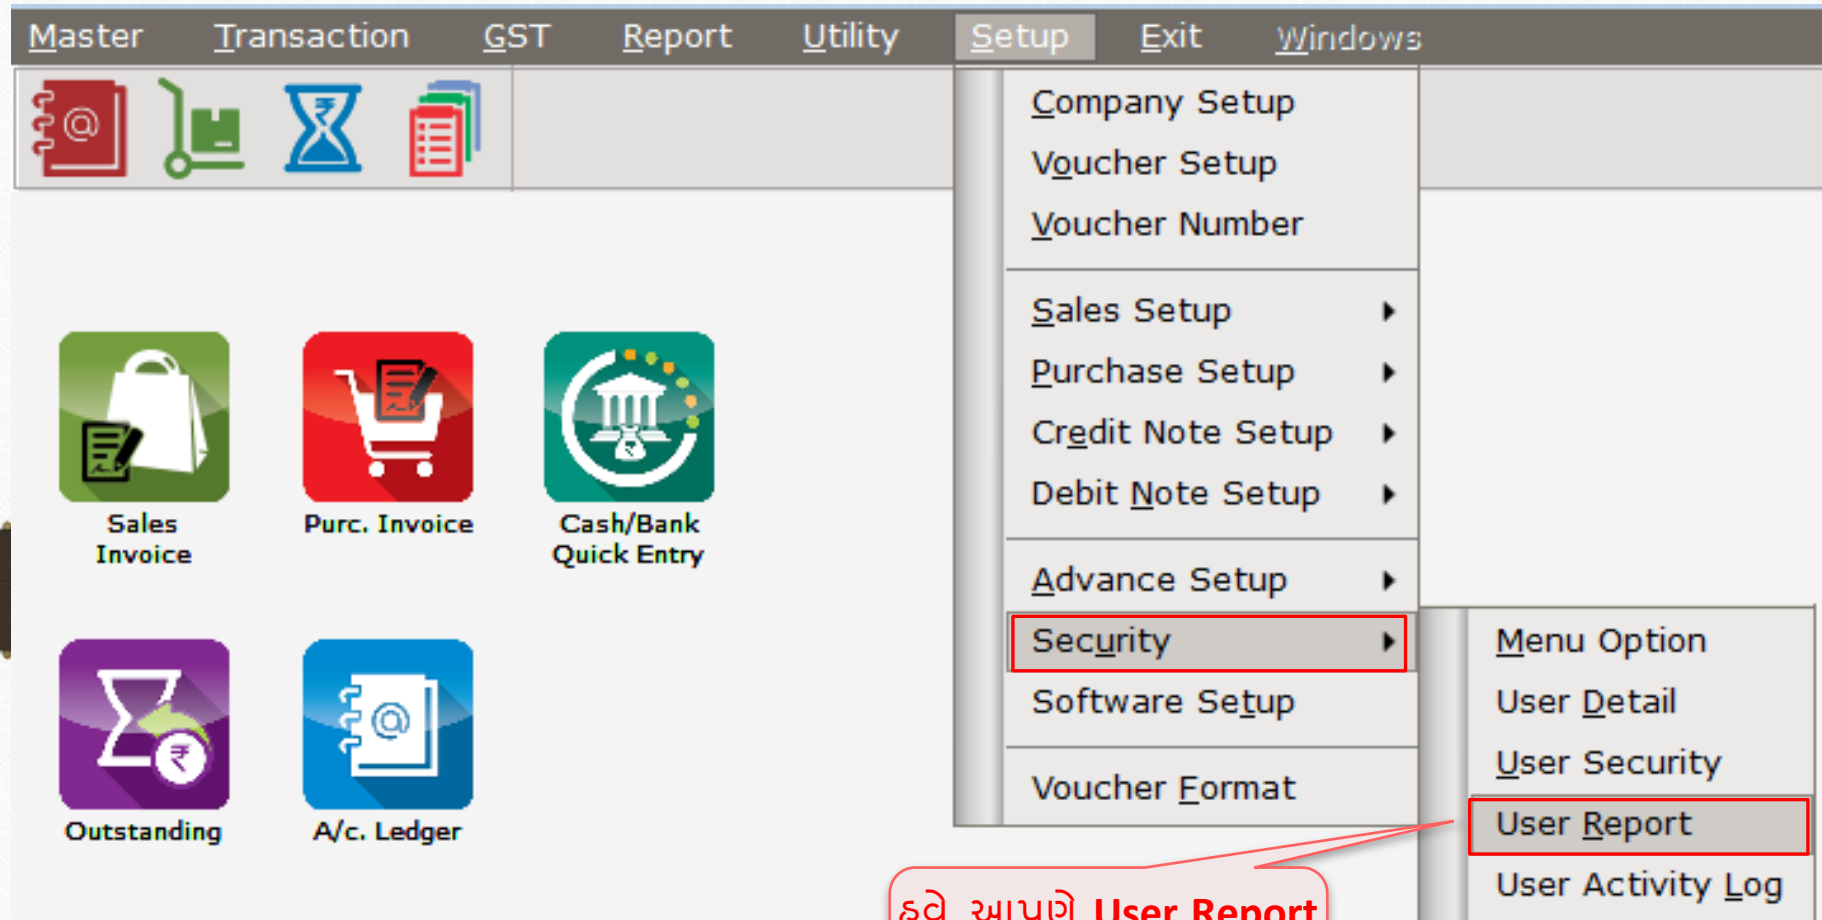 Master Transaction GST Report Utility Setup Exit Windows
Company Setup
Voucher Setup
Voucher Number
Sales Setup
Purchase Setup
Credit Note Setup
Debit Note Setup
Advance Setup
Security
Software Setup
Voucher Format
Menu Option
User Detail
User Security
User Report
User Activity Log
Sales
Invoice
Purc. Invoice
Cash/Bank
Quick Entry
Outstanding
A/c. Ledger
હવે આપણે User Report